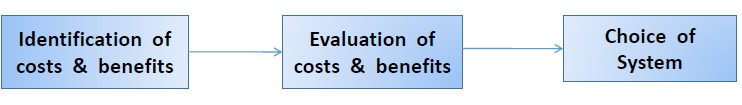 Identification of
costs & benefits
Evaluation of
costs & benefits
Choice of
System